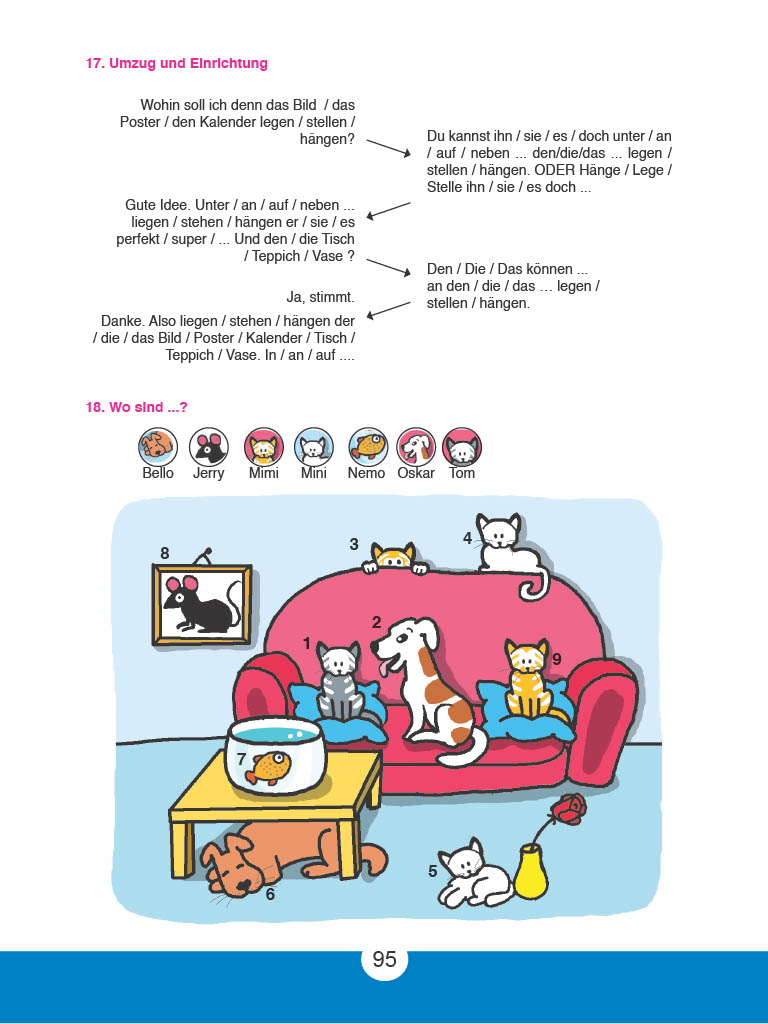 17. Umzug und Einrichtung
Wohin soll ich denn das Bild / das
Poster / den Kalender legen / stellen /
hängen?
Du kannst ihn / sie / es / doch unter / an
/ auf / neben ... den/die/das ... legen /
stellen / hängen. ODER Hänge / Lege /
Stelle ihn / sie / es doch ...
Gute Idee. Unter / an / auf / neben ...
liegen / stehen / hängen er / sie / es
perfekt / super / ... Und den / die Tisch
/ Teppich / Vase ?
Den / Die / Das können ...
an den / die / das … legen /
stellen / hängen.
Ja, stimmt.
Danke. Also liegen / stehen / hängen der
/ die / das Bild / Poster / Kalender / Tisch /
Teppich / Vase. In / an / auf ....
18. Wo sind ...?
Bello Jerry Mimi Mini Nemo Oskar Tom
4
3
8
2
1
9
7
5
6
95